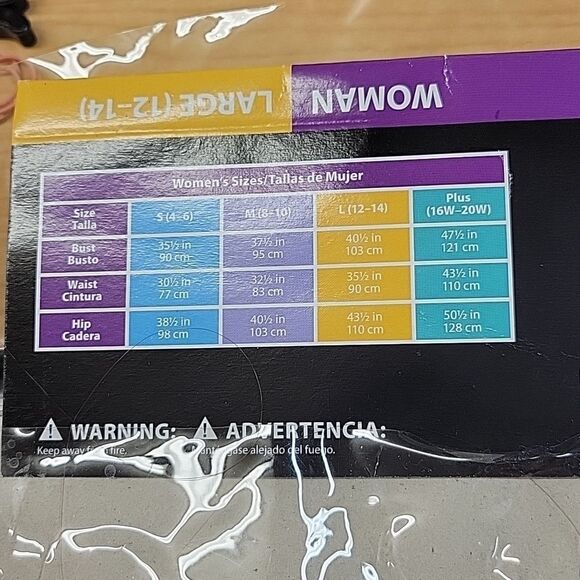 WOMAN LARGE (12–14)
Women's Sizes/Tallas de Mujer
Size S (4–6) M (8–10) L (12–14) Plus
Talla (16W–20W)
Bust 35½ in 37½ in 40½ in 47½ in
Busto 90 cm 95 cm 103 cm 121 cm
Waist 30½ in 32½ in 35½ in 43½ in
Cintura 77 cm 83 cm 90 cm 110 cm
Hip 38½ in 40½ in 43½ in 50½ in
Cadera 98 cm 103 cm 110 cm 128 cm
WARNING: ADVERTENCIA:
Keep away from fire. Manténgase alejado del fuego.